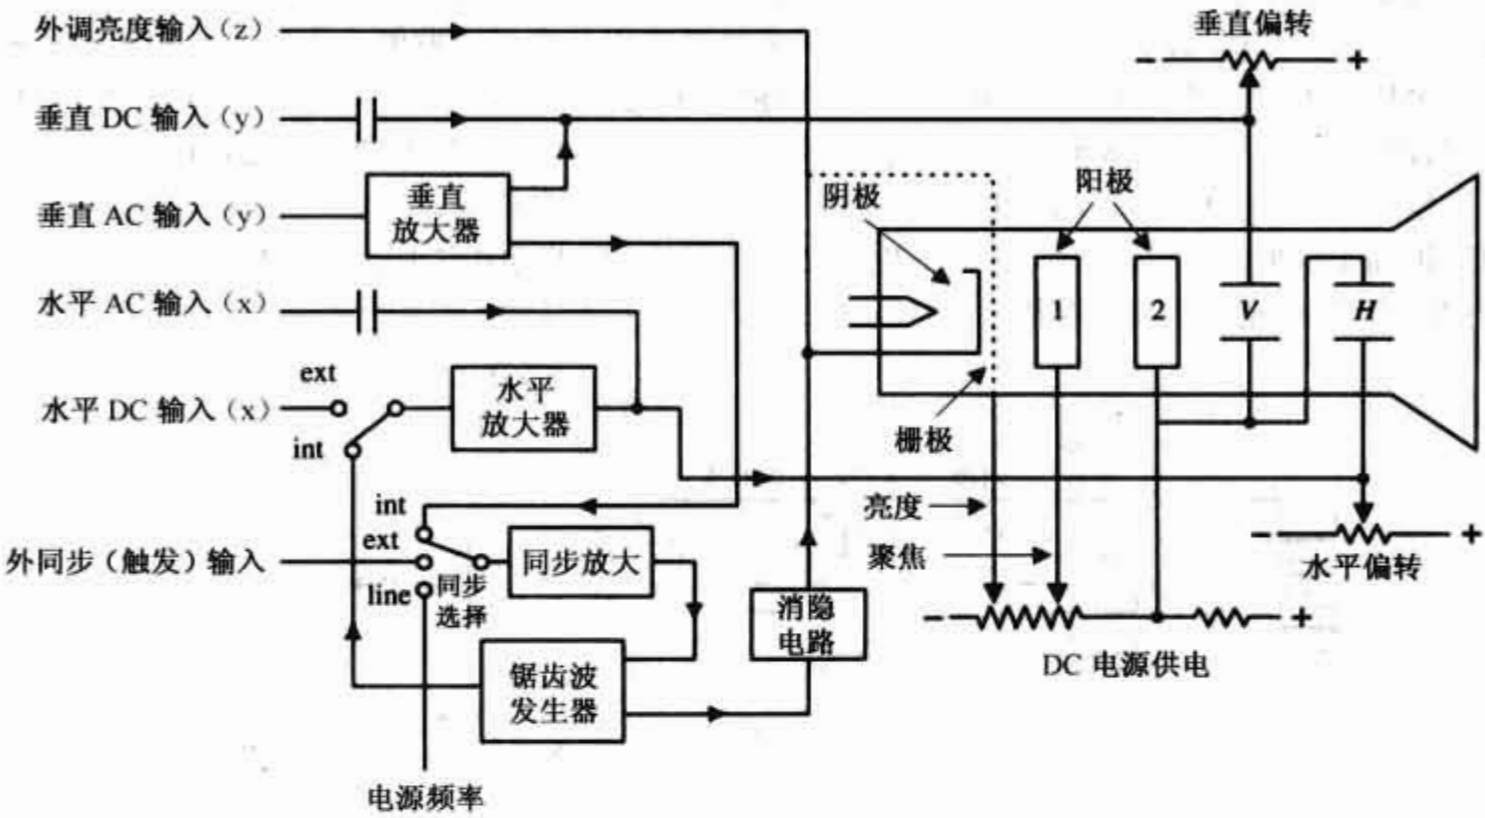 外调亮度输入(z)
垂直偏转
- +
垂直 DC 输入(y)
垂直 AC 输入(y)
垂直
放大器
阴极
阳极
水平 AC 输入(x)
1
2
V
H
ext
水平 DC 输入(x)
int
水平
放大器
栅极
int
ext
line
同步
选择
外同步(触发)输入
同步放大
亮度
聚焦
- +
水平偏转
消隐
电路
- +
DC 电源供电
锯齿波
发生器
电源频率